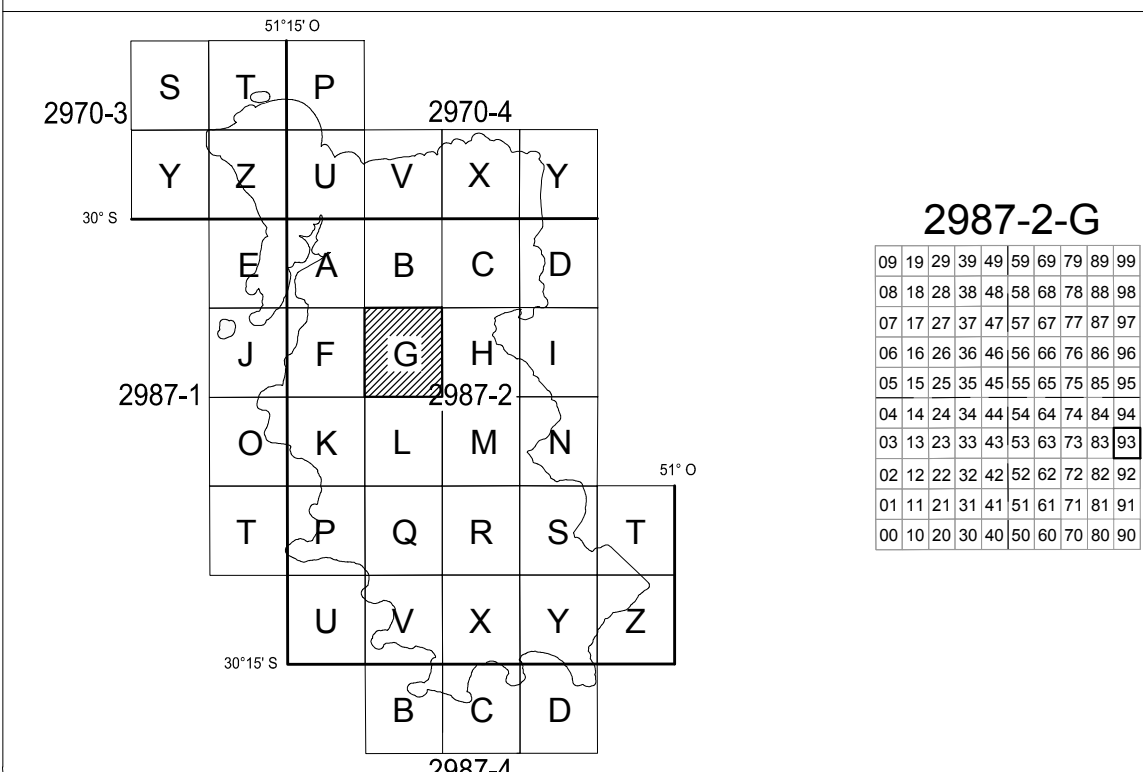 51°15' O
S T P
2970-3 2970-4
Y Z U V X Y
30° S
E A B C D
J F G H I
2987-1 2987-2
O K L M N
51° O
T P Q R S T
U V X Y Z
30°15' S
B C D
2987-4
2987-2-G
09 19 29 39 49 59 69 79 89 99
08 18 28 38 48 58 68 78 88 98
07 17 27 37 47 57 67 77 87 97
06 16 26 36 46 56 66 76 86 96
05 15 25 35 45 55 65 75 85 95
04 14 24 34 44 54 64 74 84 94
03 13 23 33 43 53 63 73 83 93
02 12 22 32 42 52 62 72 82 92
01 11 21 31 41 51 61 71 81 91
00 10 20 30 40 50 60 70 80 90